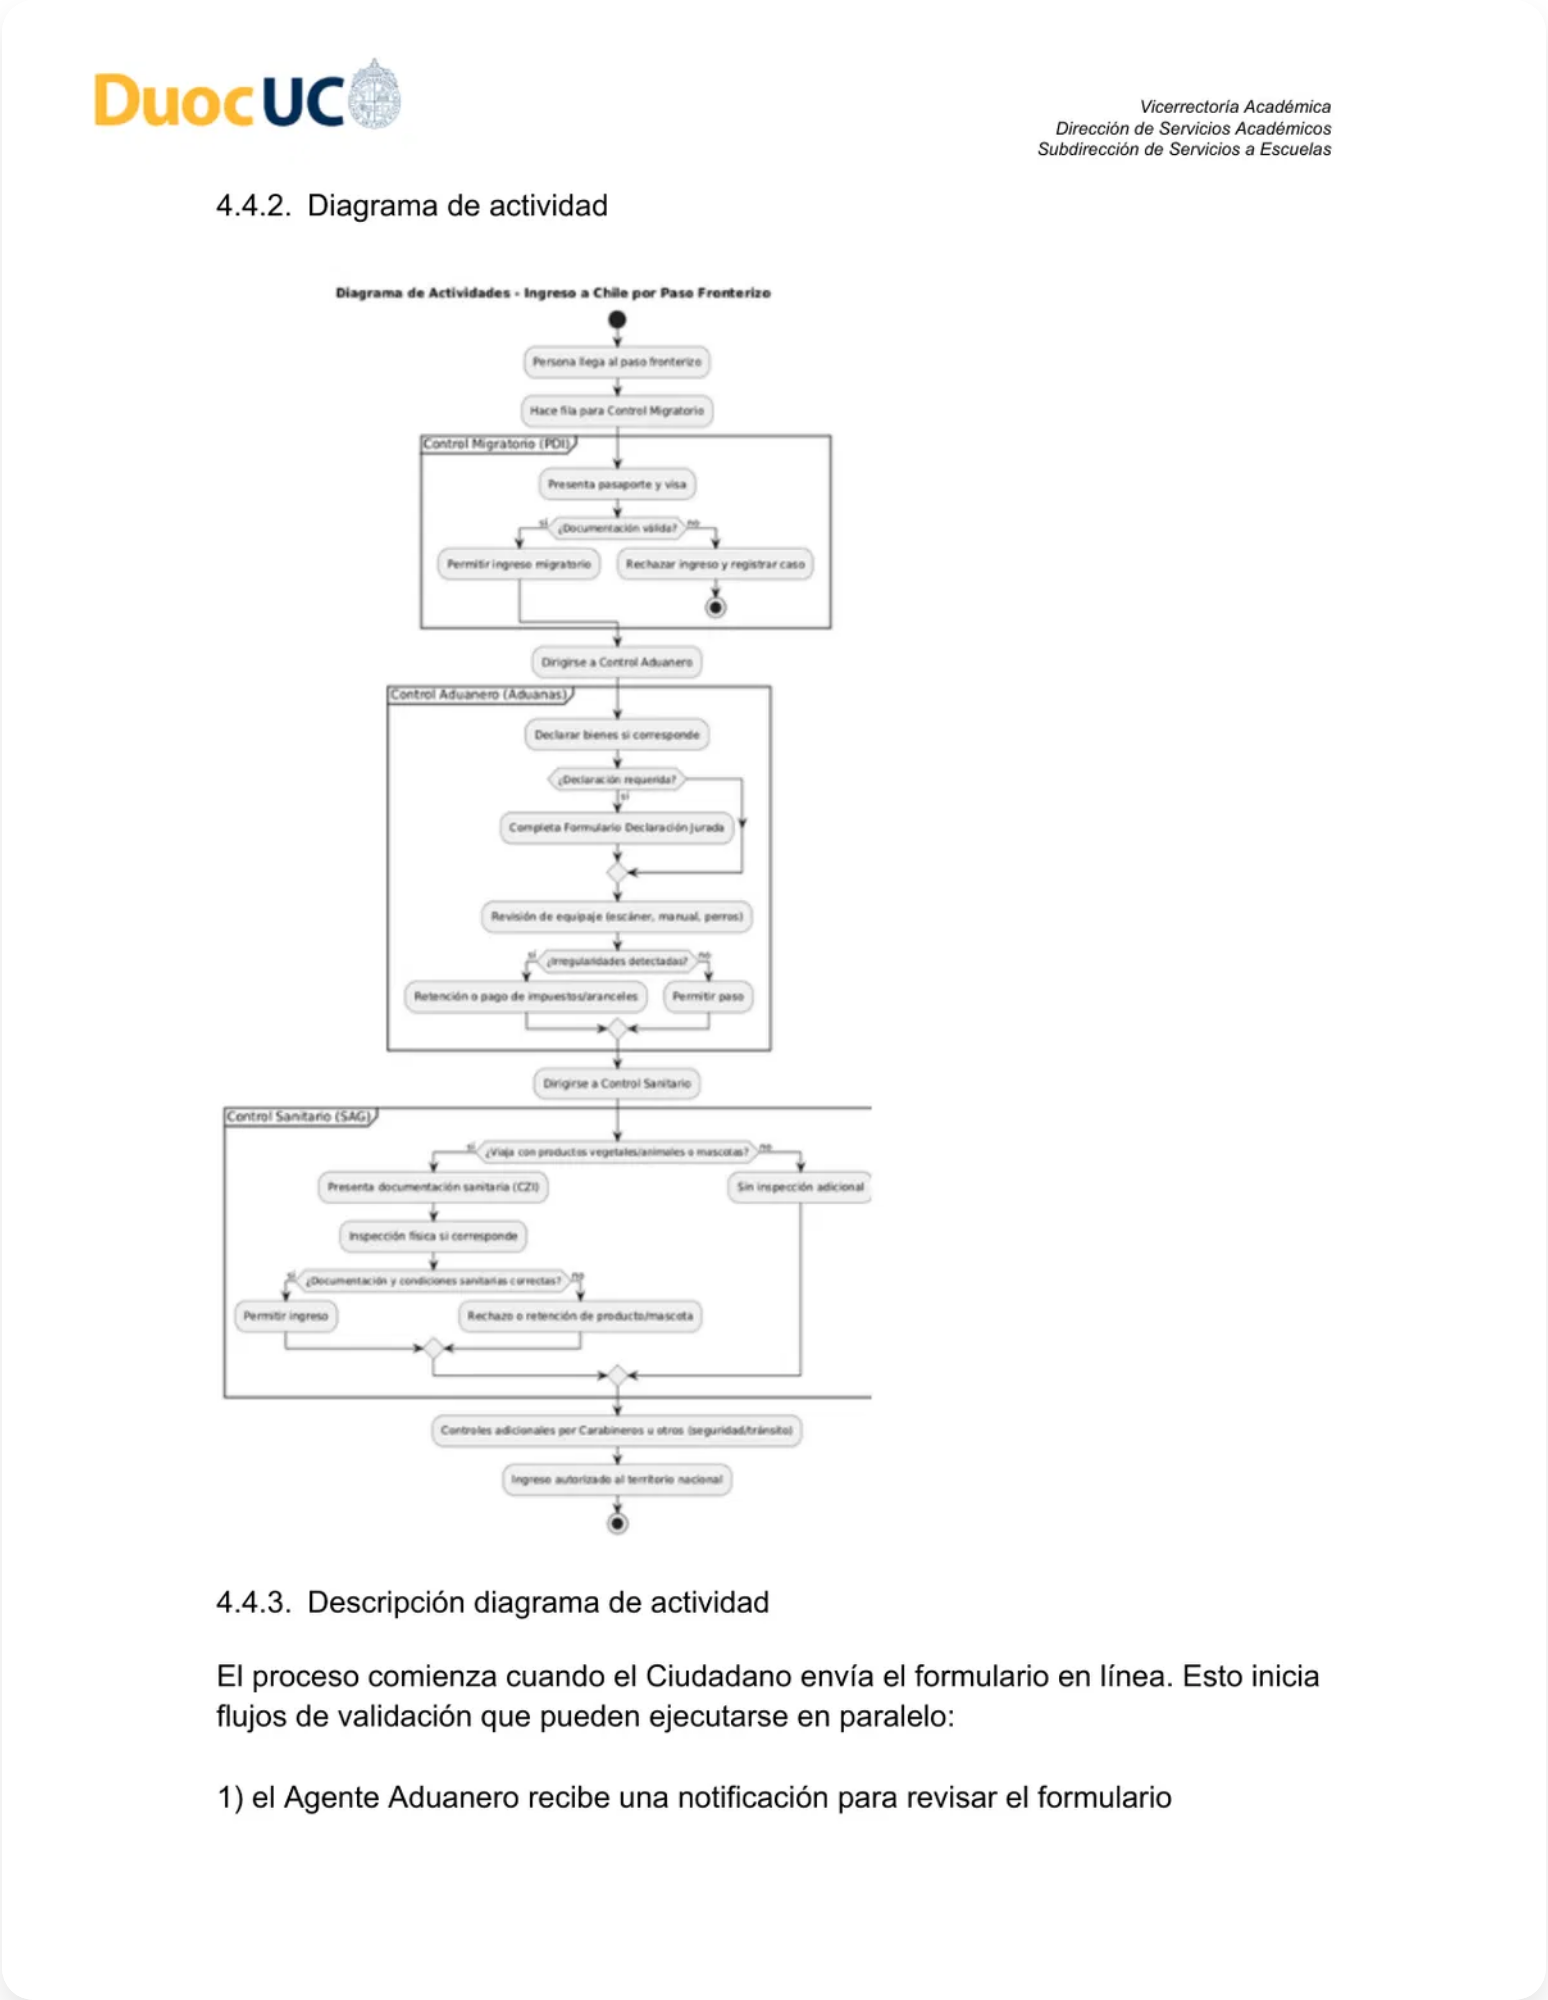 DuocUC
Vicerrectoría Académica
Dirección de Servicios Académicos
Subdirección de Servicios a Escuelas
4.4.2. Diagrama de actividad
Diagrama de Actividades - Ingreso a Chile por Paso Fronterizo
Persona llega al paso fronterizo
Hace fila para Control Migratorio
Control Migratorio (PDI)
Presenta pasaporte y visa
sí
¿Documentación válida?
no
Permitir ingreso migratorio
Rechazar ingreso y registrar caso
Dirigirse a Control Aduanero
Control Aduanero (Aduanas)
Declarar bienes si corresponde
¿Declaración requerida?
sí
Completa Formulario Declaración Jurada
Revisión de equipaje (escáner, manual, perros)
sí
¿Irregularidades detectadas?
no
Retención o pago de impuestos/aranceles
Permitir paso
Dirigirse a Control Sanitario
Control Sanitario (SAG)
sí
¿Viaja con productos vegetales/animales o mascotas?
no
Presenta documentación sanitaria (CZI)
Sin inspección adicional
Inspección física si corresponde
sí
¿Documentación y condiciones sanitarias correctas?
no
Permitir ingreso
Rechazo o retención de producto/mascota
Controles adicionales por Carabineros u otros (seguridad/tránsito)
Ingreso autorizado al territorio nacional
4.4.3. Descripción diagrama de actividad
El proceso comienza cuando el Ciudadano envía el formulario en línea. Esto inicia
flujos de validación que pueden ejecutarse en paralelo:
1) el Agente Aduanero recibe una notificación para revisar el formulario